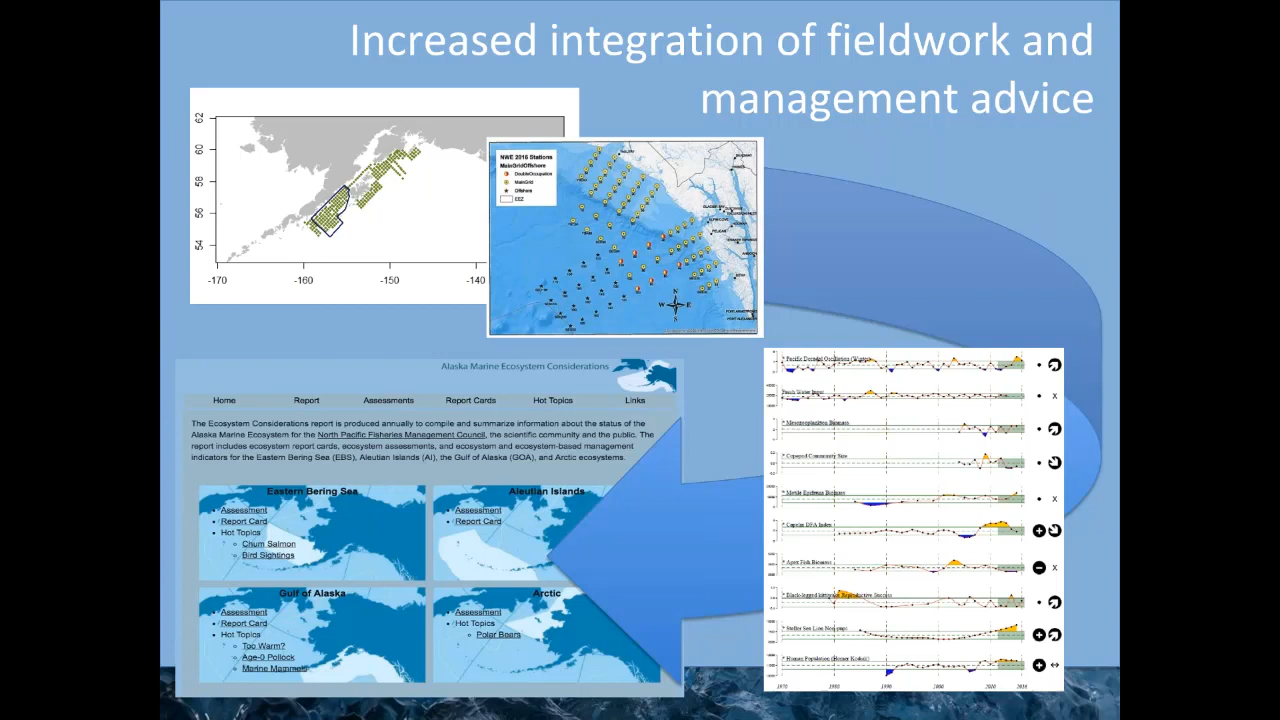 Increased integration of fieldwork and
management advice
62
60
58
56
54
-170
-160
-150
-140
NWE 2016 Stations
MainGridOffshore
DoubleOccupation
MainGrid
Offshore
EEZ
N
W
E
S
Alaska Marine Ecosystem Considerations
Home Report Assessments Report Cards Hot Topics Links
The Ecosystem Considerations report is produced annually to compile and summarize information about the status of the
Alaska Marine Ecosystem for the North Pacific Fisheries Management Council, the scientific community and the public. The
report includes ecosystem report cards, ecosystem assessments, and ecosystem and ecosystem-based management
indicators for the Eastern Bering Sea (EBS), Aleutian Islands (AI), the Gulf of Alaska (GOA), and Arctic ecosystems.
Eastern Bering Sea
Assessment
Report Card
Hot Topics
Chum Salmon
Bird Sightings
Aleutian Islands
Assessment
Report Card
Gulf of Alaska
Assessment
Report Card
Hot Topics
Too Warm?
Age-0 Pollock
Marine Mammals
Arctic
Assessment
Hot Topics
Polar Bears
* Pacific Decadal Oscillation (Winter)
Fresh Water Input
* Mesozooplankton Biomass
* Copepod Community Size
* Motile Epifauna Biomass
* Capelin DFA Index
* Apex Fish Biomass
* Black-legged Kittiwake Reproductive Success
* Steller Sea Lion Non-pups
* Human Population (Homer Kodiak)
1970 1980 1990 2000 2010 2016